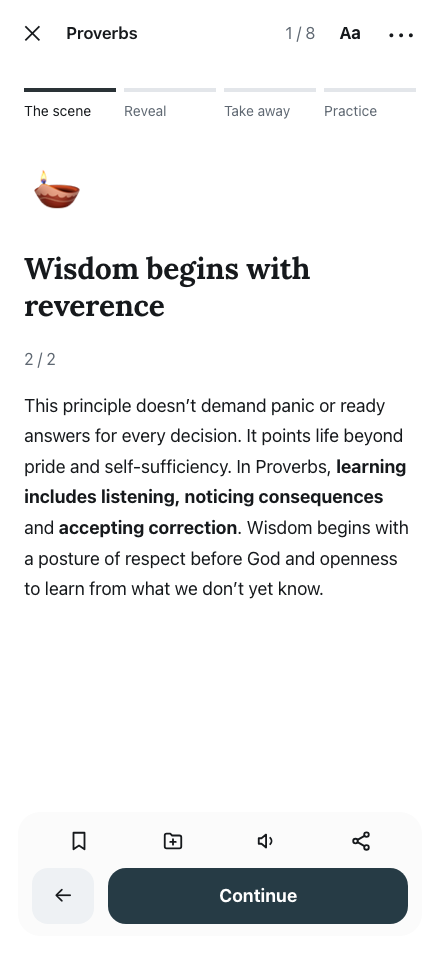 Proverbs
1 / 8
Aa
The scene
Reveal
Take away
Practice
Wisdom begins with
reverence
2 / 2
This principle doesn’t demand panic or ready
answers for every decision. It points life beyond
pride and self-sufficiency. In Proverbs, learning
includes listening, noticing consequences
and accepting correction. Wisdom begins with
a posture of respect before God and openness
to learn from what we don’t yet know.
Continue